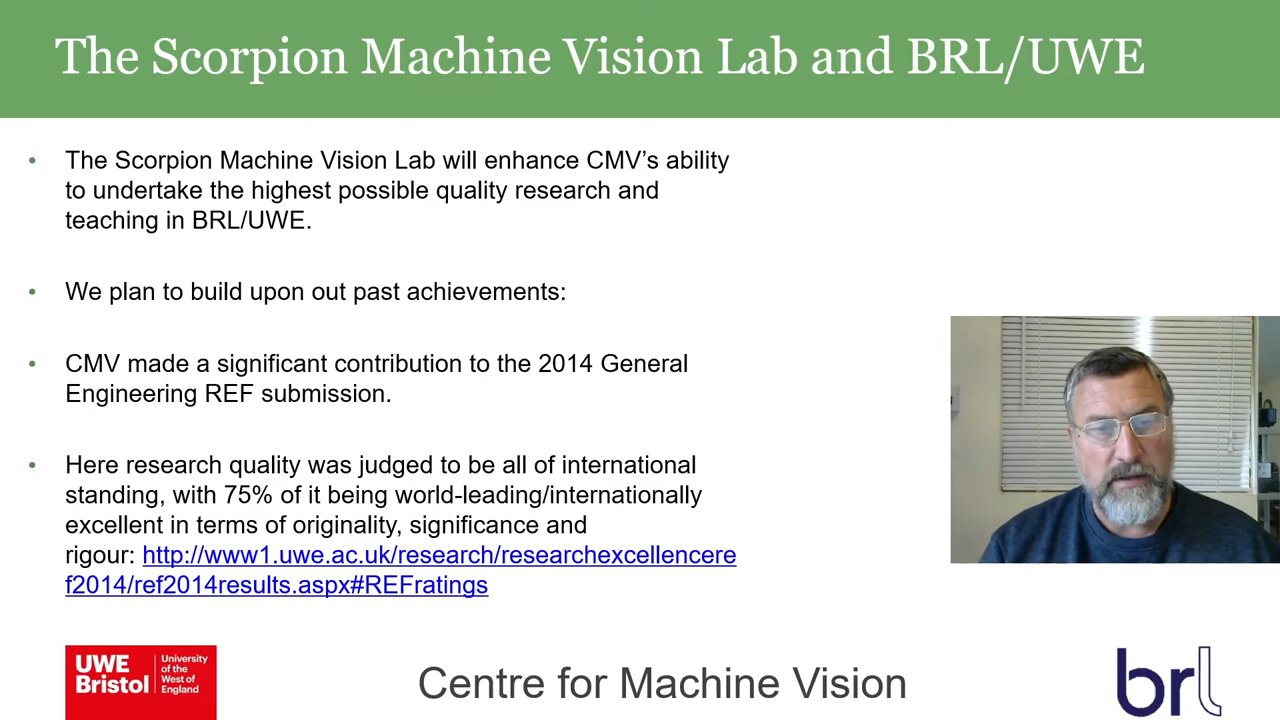 The Scorpion Machine Vision Lab and BRL/UWE
• The Scorpion Machine Vision Lab will enhance CMV’s ability
to undertake the highest possible quality research and
teaching in BRL/UWE.
• We plan to build upon out past achievements:
• CMV made a significant contribution to the 2014 General
Engineering REF submission.
• Here research quality was judged to be all of international
standing, with 75% of it being world-leading/internationally
excellent in terms of originality, significance and
rigour: http://www1.uwe.ac.uk/research/researchexcellencere
f2014/ref2014results.aspx#REFratings
UWE
Bristol
University
of the
West of
England
Centre for Machine Vision
brl